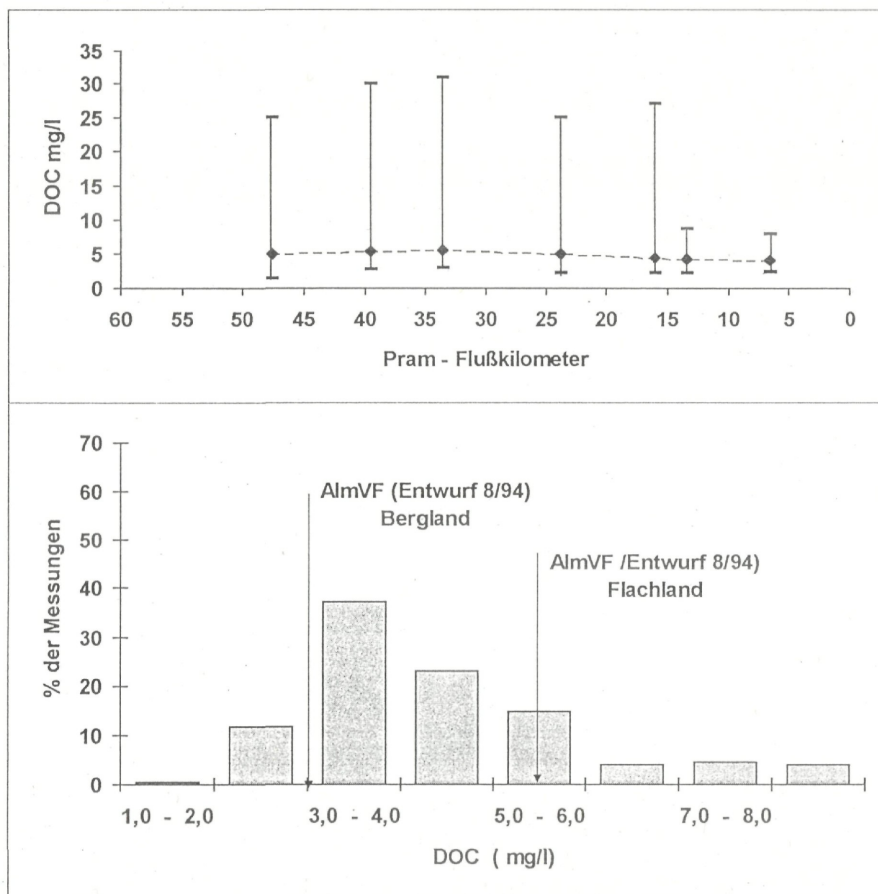 35
30
25
20
15
10
5
0
DOC mg/l
60 55 50 45 40 35 30 25 20 15 10 5 0
Pram - Flußkilometer
70
60
50
40
30
20
10
0
% der Messungen
AlmVF (Entwurf 8/94)
Bergland
AlmVF /Entwurf 8/94)
Flachland
1,0 - 2,0 3,0 - 4,0 5,0 - 6,0 7,0 - 8,0
DOC ( mg/l)